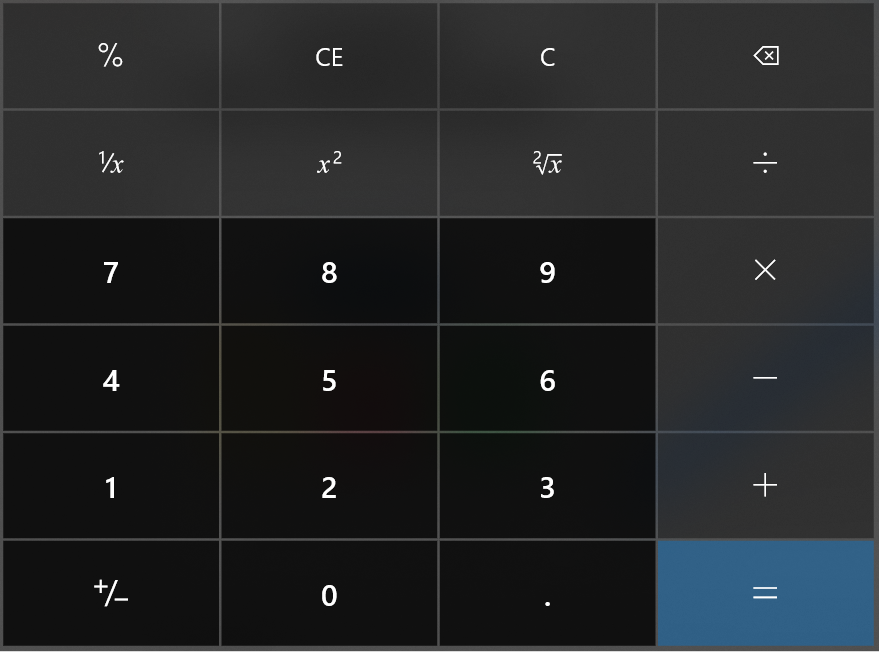 % CE C ⌫
¹/x x² ²√x ÷
7 8 9 ×
4 5 6 −
1 2 3 +
+/− 0 . =